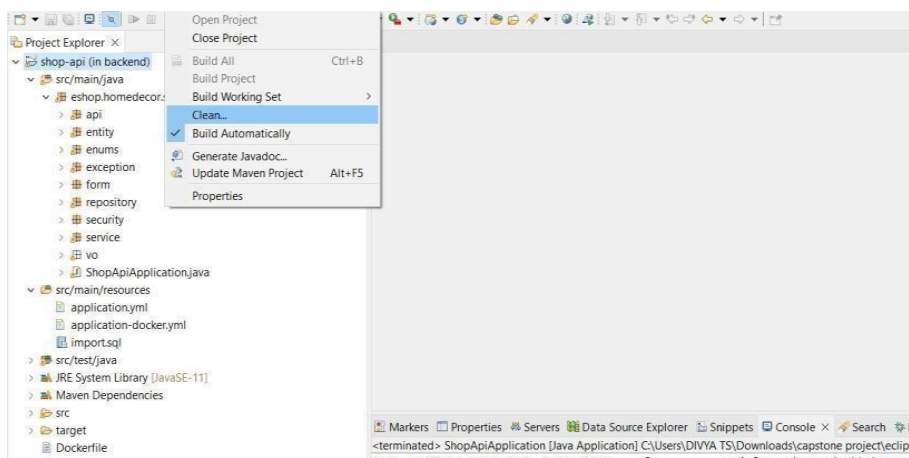 Open Project
Project Explorer
Close Project
shop-api (in backend)
Build All Ctrl+B
src/main/java
Build Project
eshop.homedecor.
Build Working Set
api
Clean...
entity
Build Automatically
enums
Generate Javadoc...
exception
Update Maven Project Alt+F5
form
repository
Properties
security
service
vo
ShopApiApplication.java
src/main/resources
application.yml
application-docker.yml
import.sql
src/test/java
JRE System Library [JavaSE-11]
Maven Dependencies
src
target
Markers Properties Servers Data Source Explorer Snippets Console Search
Dockerfile
<terminated> ShopApiApplication [Java Application] C:\Users\DIVYA TS\Downloads\capstone project\eclip